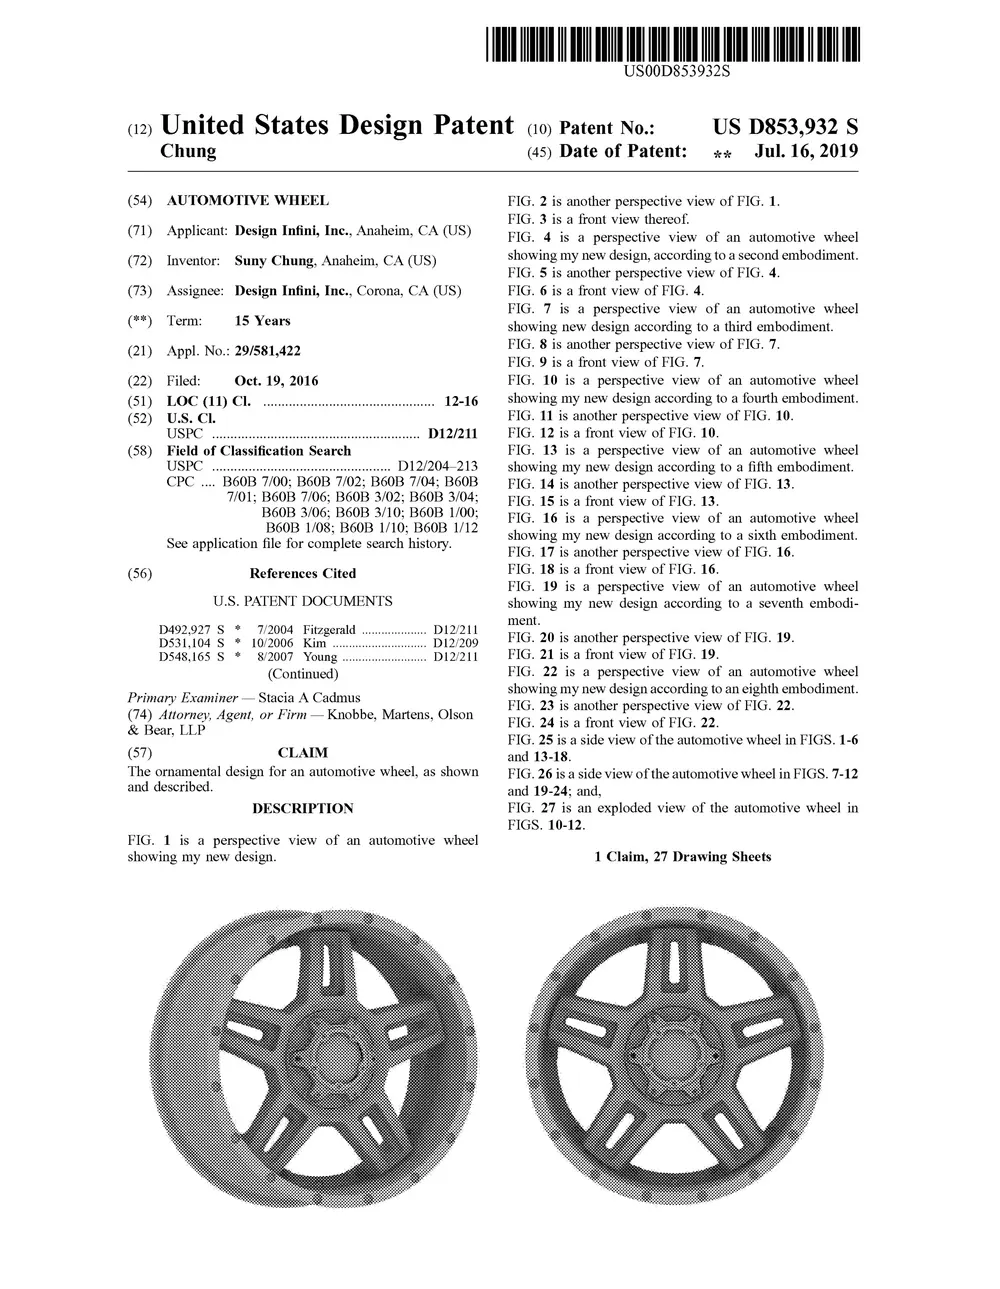 US00D853932S
(12) United States Design Patent
Chung
(10) Patent No.: US D853,932 S
(45) Date of Patent: ** Jul. 16, 2019
(54) AUTOMOTIVE WHEEL
(71) Applicant: Design Infini, Inc., Anaheim, CA (US)
(72) Inventor: Suny Chung, Anaheim, CA (US)
(73) Assignee: Design Infini, Inc., Corona, CA (US)
(**) Term: 15 Years
(21) Appl. No.: 29/581,422
(22) Filed: Oct. 19, 2016
(51) LOC (11) Cl. ............................................... 12-16
(52) U.S. Cl.
USPC ......................................................... D12/211
(58) Field of Classification Search
USPC ................................................. D12/204–213
CPC .... B60B 7/00; B60B 7/02; B60B 7/04; B60B
7/01; B60B 7/06; B60B 3/02; B60B 3/04;
B60B 3/06; B60B 3/10; B60B 1/00;
B60B 1/08; B60B 1/10; B60B 1/12
See application file for complete search history.
(56) References Cited
U.S. PATENT DOCUMENTS
D492,927 S * 7/2004 Fitzgerald ................... D12/211
D531,104 S * 10/2006 Kim ............................ D12/209
D548,165 S * 8/2007 Young ......................... D12/211
(Continued)
Primary Examiner — Stacia A Cadmus
(74) Attorney, Agent, or Firm — Knobbe, Martens, Olson
& Bear, LLP
(57) CLAIM
The ornamental design for an automotive wheel, as shown
and described.
DESCRIPTION
FIG. 1 is a perspective view of an automotive wheel
showing my new design.
FIG. 2 is another perspective view of FIG. 1.
FIG. 3 is a front view thereof.
FIG. 4 is a perspective view of an automotive wheel
showing my new design, according to a second embodiment.
FIG. 5 is another perspective view of FIG. 4.
FIG. 6 is a front view of FIG. 4.
FIG. 7 is a perspective view of an automotive wheel
showing new design according to a third embodiment.
FIG. 8 is another perspective view of FIG. 7.
FIG. 9 is a front view of FIG. 7.
FIG. 10 is a perspective view of an automotive wheel
showing my new design according to a fourth embodiment.
FIG. 11 is another perspective view of FIG. 10.
FIG. 12 is a front view of FIG. 10.
FIG. 13 is a perspective view of an automotive wheel
showing my new design according to a fifth embodiment.
FIG. 14 is another perspective view of FIG. 13.
FIG. 15 is a front view of FIG. 13.
FIG. 16 is a perspective view of an automotive wheel
showing my new design according to a sixth embodiment.
FIG. 17 is another perspective view of FIG. 16.
FIG. 18 is a front view of FIG. 16.
FIG. 19 is a perspective view of an automotive wheel
showing my new design according to a seventh embodi-
ment.
FIG. 20 is another perspective view of FIG. 19.
FIG. 21 is a front view of FIG. 19.
FIG. 22 is a perspective view of an automotive wheel
showing my new design according to an eighth embodiment.
FIG. 23 is another perspective view of FIG. 22.
FIG. 24 is a front view of FIG. 22.
FIG. 25 is a side view of the automotive wheel in FIGS. 1-6
and 13-18.
FIG. 26 is a side view of the automotive wheel in FIGS. 7-12
and 19-24; and,
FIG. 27 is an exploded view of the automotive wheel in
FIGS. 10-12.
1 Claim, 27 Drawing Sheets